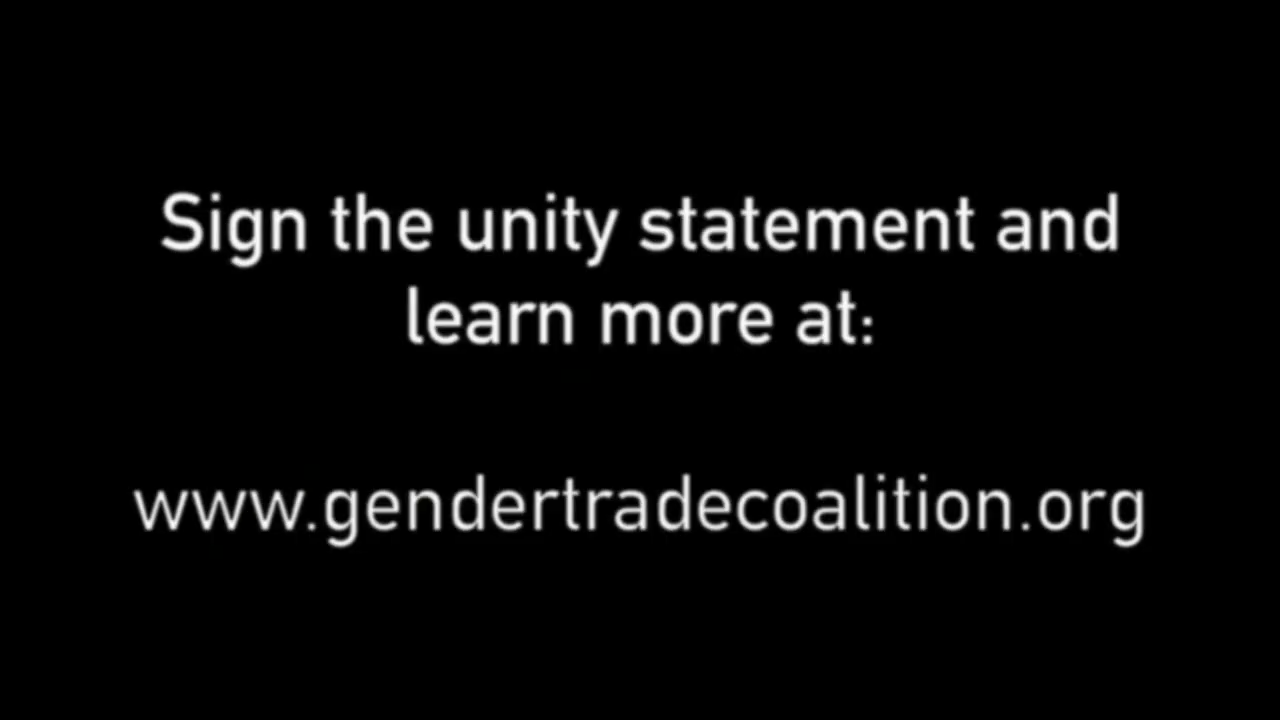 Sign the unity statement and
learn more at:
www.gendertradecoalition.org